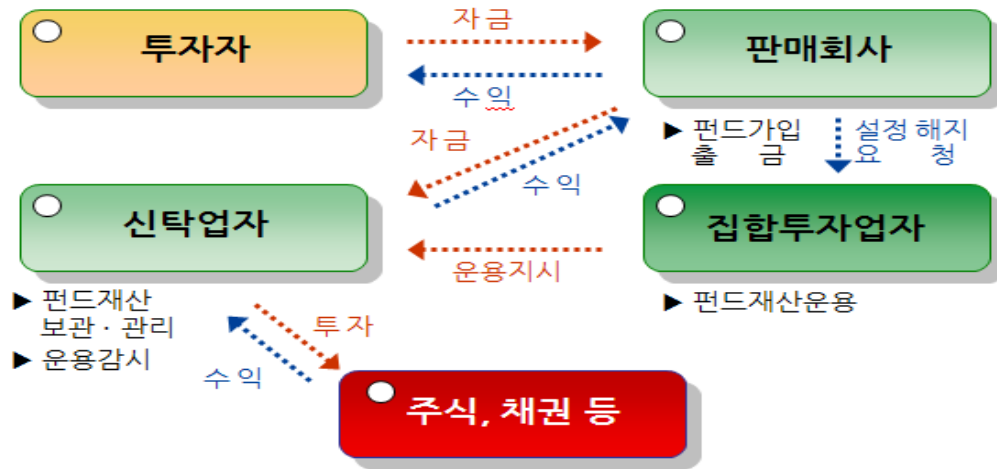 투자자
자 금
수 익
판매회사
▶ 펀드가입
출 금
설정 해지
요 청
자 금
수 익
신탁업자
운용지시
집합투자업자
▶ 펀드재산
보관 · 관리
▶ 운용감시
▶ 펀드재산운용
투 자
수 익
주식, 채권 등